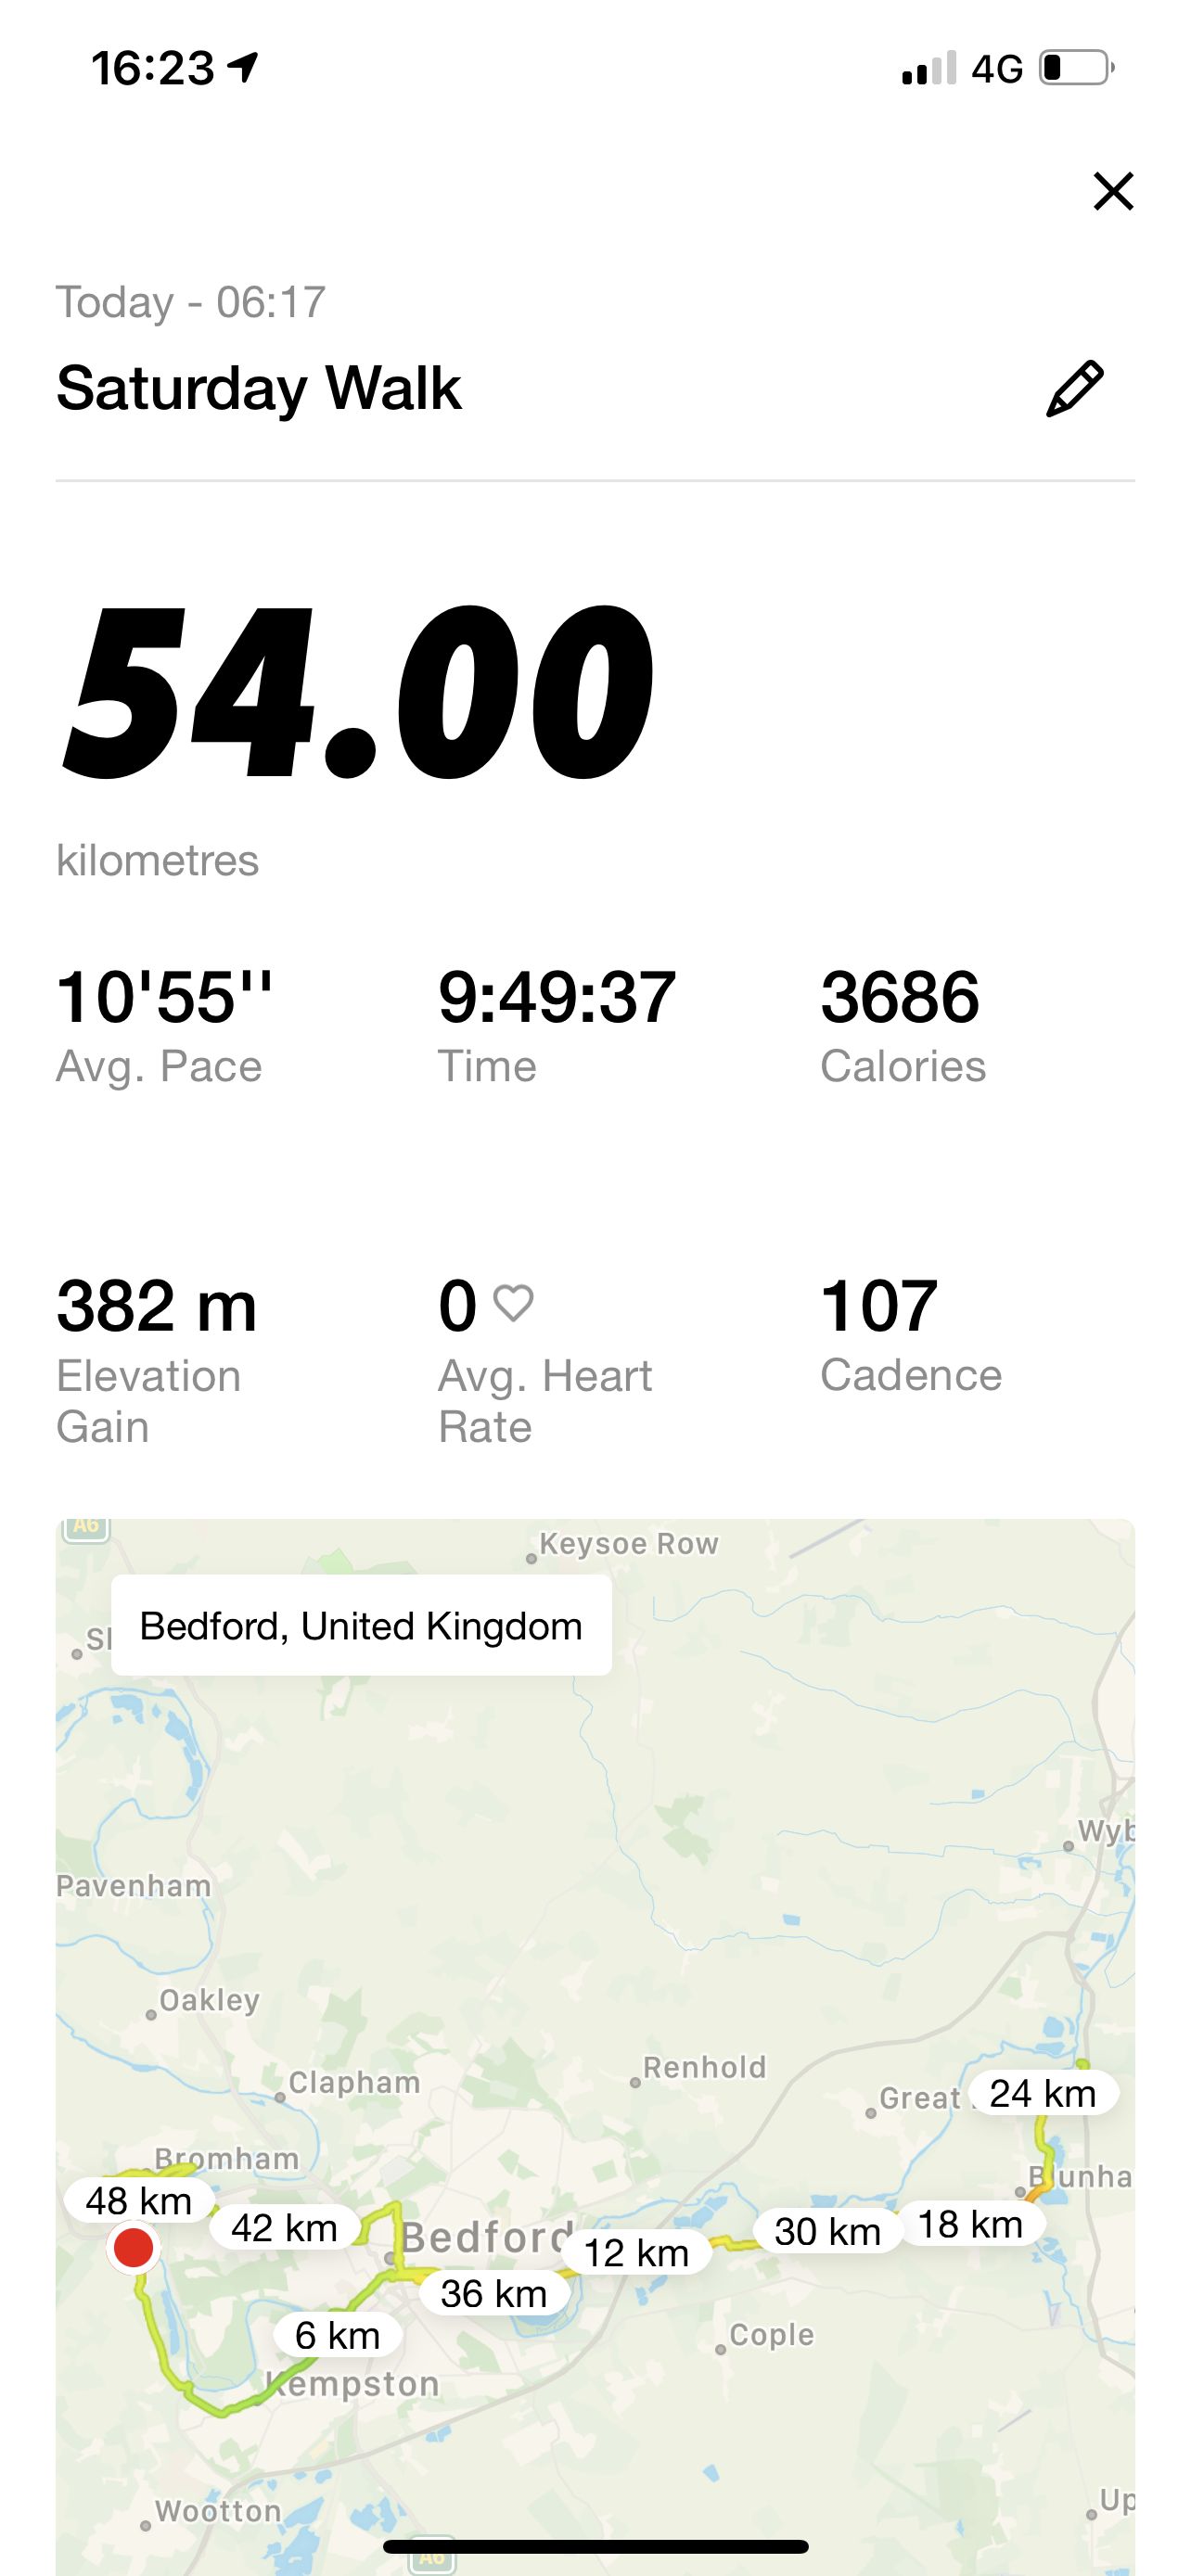 16:23
4G
Today - 06:17
Saturday Walk
54.00
kilometres
10'55'' 9:49:37 3686
Avg. Pace Time Calories
382 m 0 107
Elevation Gain Avg. Heart Rate Cadence
A6
Keysoe Row
Bedford, United Kingdom
Pavenham
Oakley
Renhold
Clapham
Great
24 km
Bromham
Blunha
48 km
42 km
Bedford
12 km
30 km
18 km
36 km
6 km
Cople
Kempston
Wootton
Up
A6